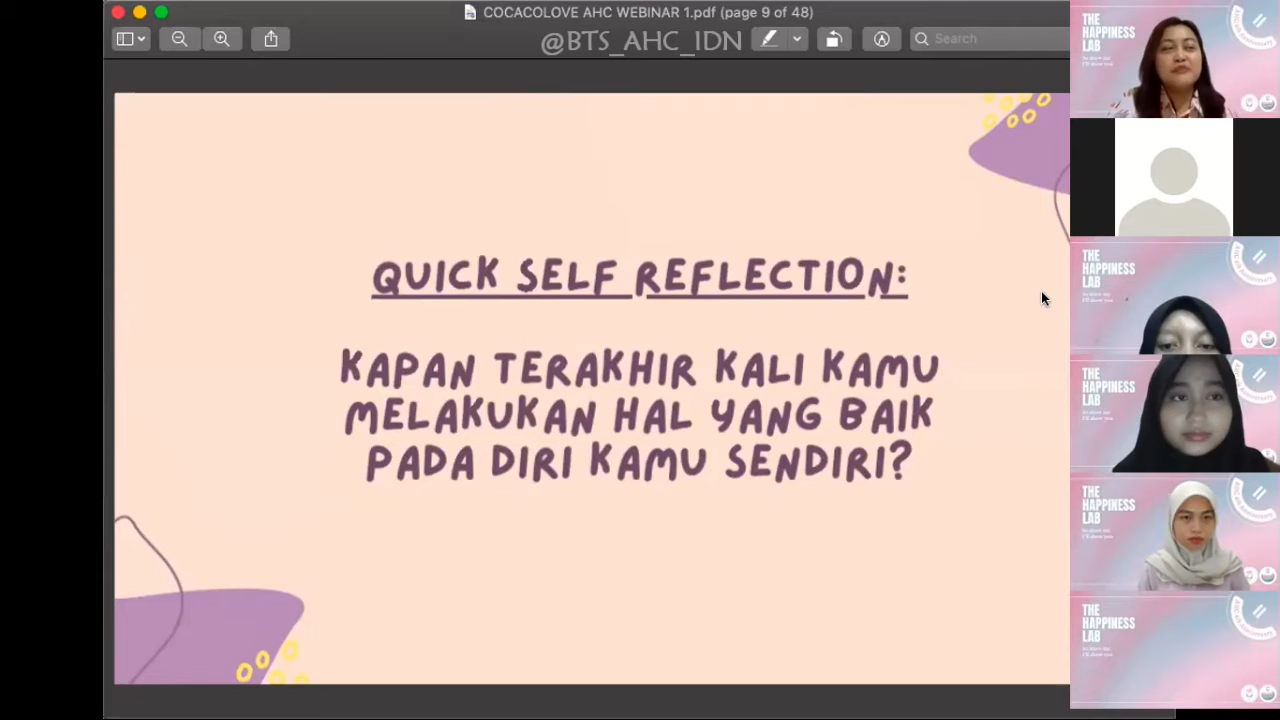 COCACOLOVE AHC WEBINAR 1.pdf (page 9 of 48)
@BTS_AHC_IDN
Search
QUICK SELF REFLECTION:
KAPAN TERAKHIR KALI KAMU
MELAKUKAN HAL YANG BAIK
PADA DIRI KAMU SENDIRI?
THE
HAPPINESS
LAB
THE
HAPPINESS
LAB
THE
HAPPINESS
LAB
THE
HAPPINESS
LAB
THE
HAPPINESS
LAB